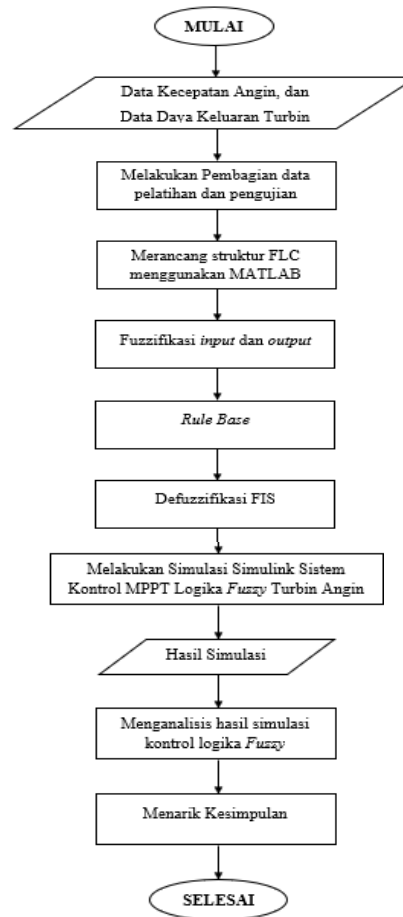 MULAI
Data Kecepatan Angin, dan
Data Daya Keluaran Turbin
Melakukan Pembagian data
pelatihan dan pengujian
Merancang struktur FLC
menggunakan MATLAB
Fuzzifikasi input dan output
Rule Base
Defuzzifikasi FIS
Melakukan Simulasi Simulink Sistem
Kontrol MPPT Logika Fuzzy Turbin Angin
Hasil Simulasi
Menganalisis hasil simulasi
kontrol logika Fuzzy
Menarik Kesimpulan
SELESAI